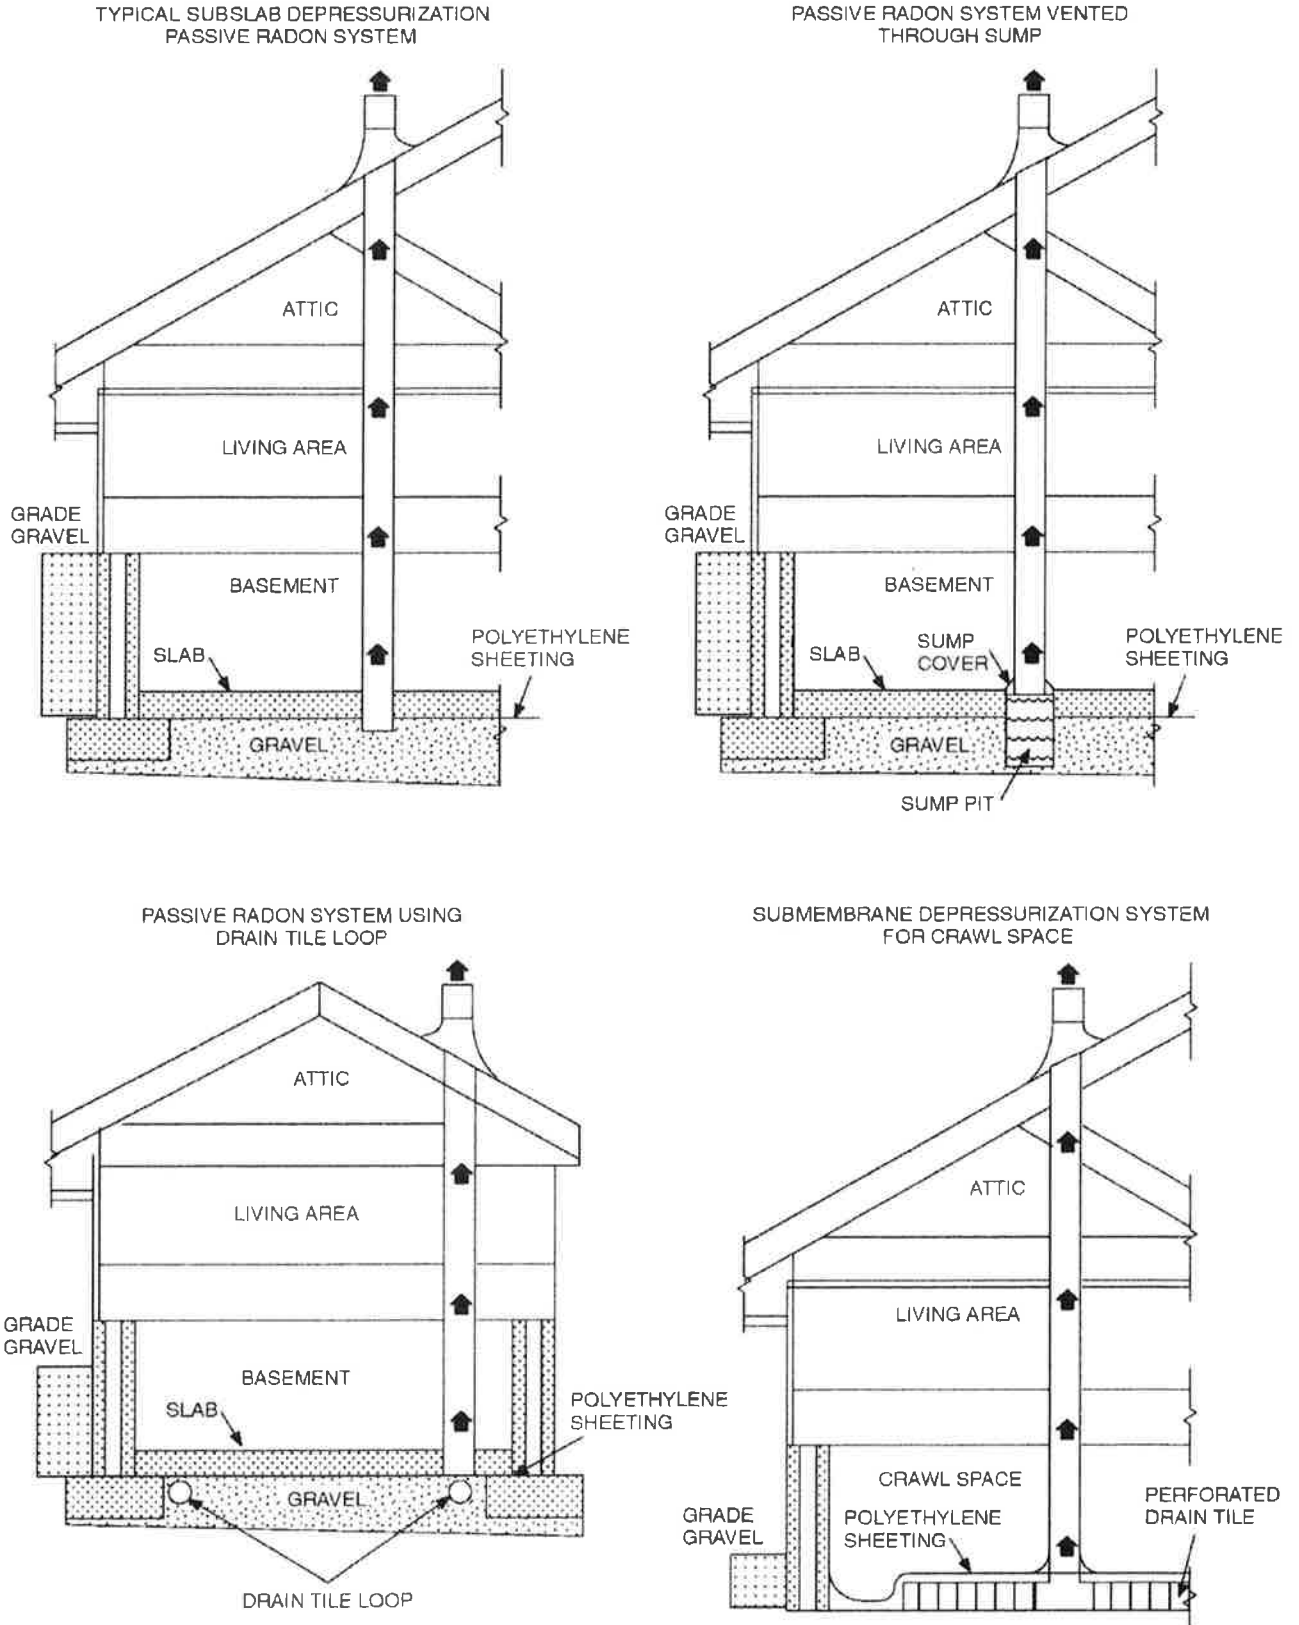 TYPICAL SUBSLAB DEPRESSURIZATION
PASSIVE RADON SYSTEM
ATTIC
LIVING AREA
GRADE
GRAVEL
BASEMENT
SLAB
POLYETHYLENE
SHEETING
GRAVEL
PASSIVE RADON SYSTEM VENTED
THROUGH SUMP
ATTIC
LIVING AREA
GRADE
GRAVEL
BASEMENT
SLAB
SUMP
COVER
POLYETHYLENE
SHEETING
GRAVEL
SUMP PIT
PASSIVE RADON SYSTEM USING
DRAIN TILE LOOP
ATTIC
LIVING AREA
GRADE
GRAVEL
BASEMENT
SLAB
POLYETHYLENE
SHEETING
GRAVEL
DRAIN TILE LOOP
SUBMEMBRANE DEPRESSURIZATION SYSTEM
FOR CRAWL SPACE
ATTIC
LIVING AREA
CRAWL SPACE
GRADE
GRAVEL
POLYETHYLENE
SHEETING
PERFORATED
DRAIN TILE